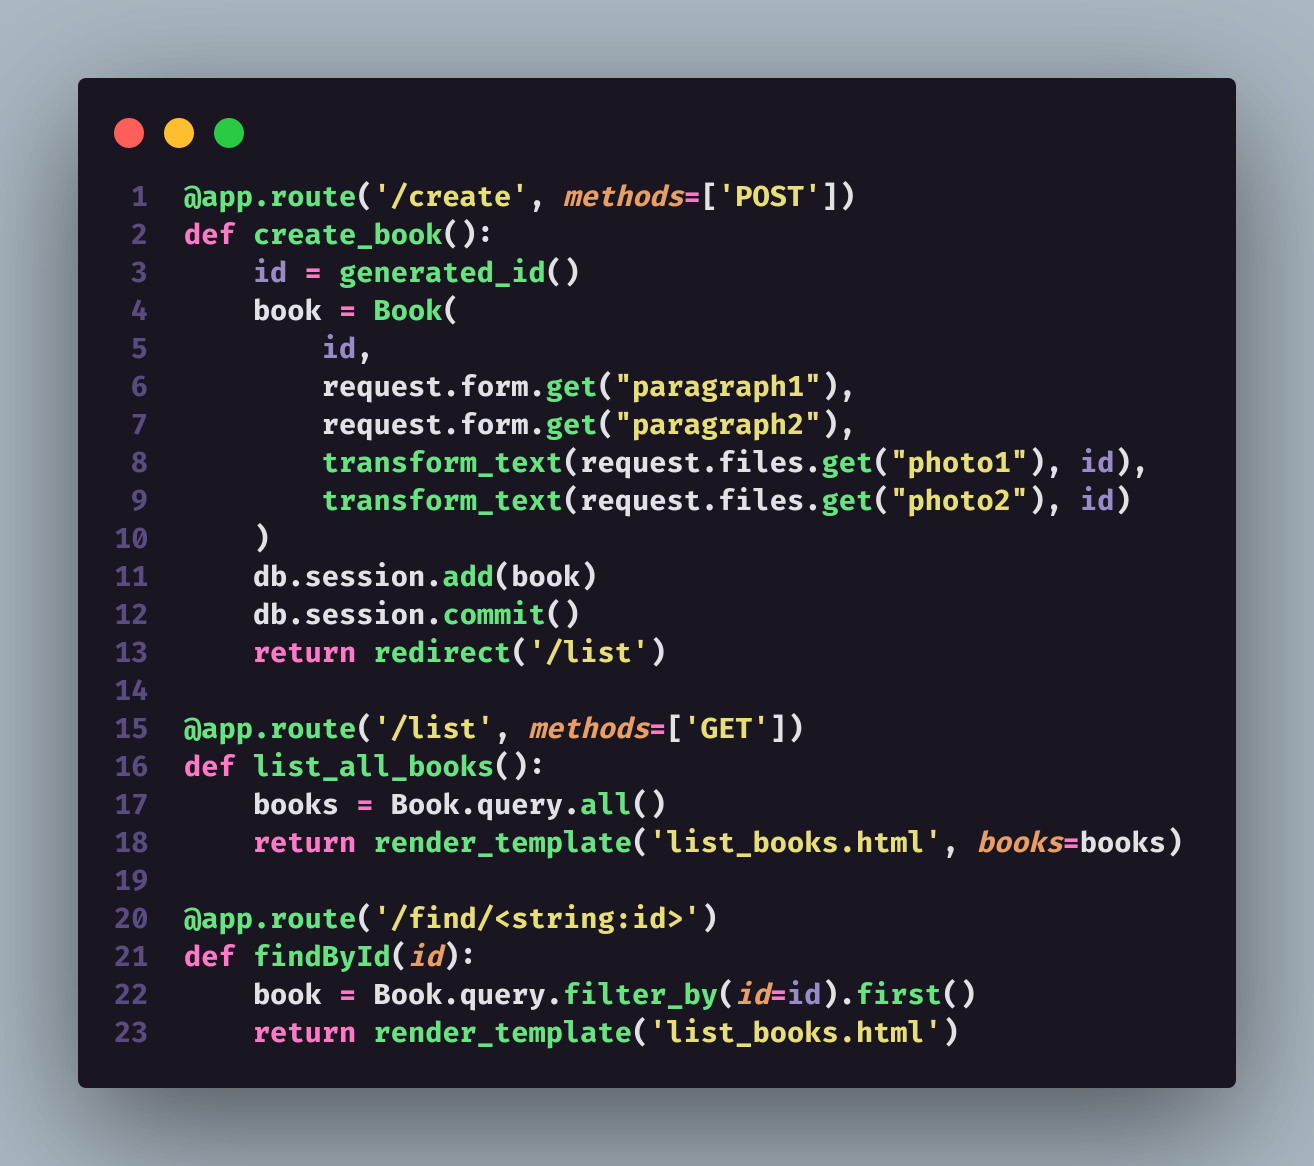 1 @app.route('/create', methods=['POST'])
2 def create_book():
3     id = generated_id()
4     book = Book(
5         id,
6         request.form.get("paragraph1"),
7         request.form.get("paragraph2"),
8         transform_text(request.files.get("photo1"), id),
9         transform_text(request.files.get("photo2"), id)
10     )
11     db.session.add(book)
12     db.session.commit()
13     return redirect('/list')
14
15 @app.route('/list', methods=['GET'])
16 def list_all_books():
17     books = Book.query.all()
18     return render_template('list_books.html', books=books)
19
20 @app.route('/find/<string:id>')
21 def findById(id):
22     book = Book.query.filter_by(id=id).first()
23     return render_template('list_books.html')